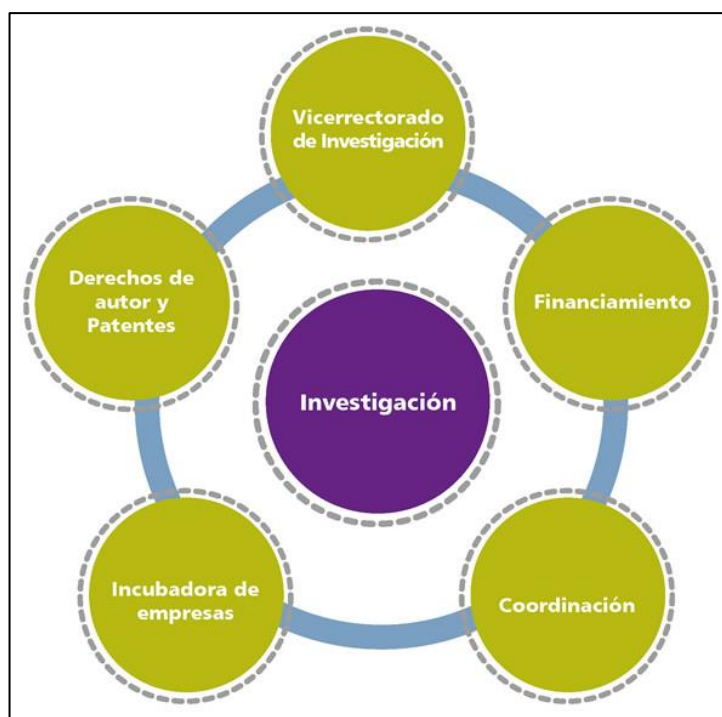 Vicerrectorado
de Investigación
Derechos de
autor y
Patentes
Financiamiento
Investigación
Incubadora de
empresas
Coordinación